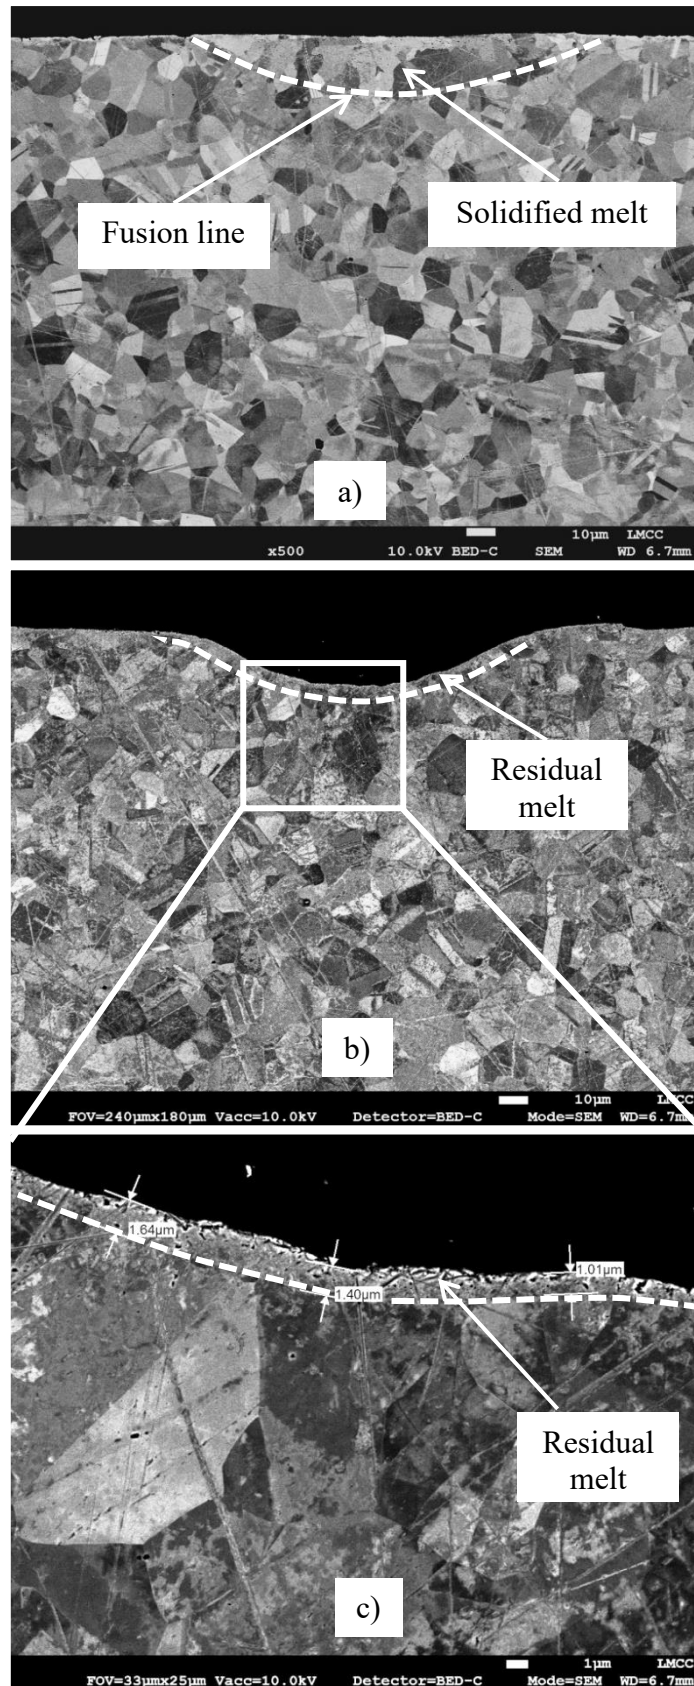 Fusion line
Solidified melt
a)
10µm LMCC
x500 10.0kV BED-C SEM WD 6.7mm
Residual
melt
b)
10µm LMCC
FOV=240µmx180µm Vacc=10.0kV Detector=BED-C Mode=SEM WD=6.7mm
1.64µm
1.01µm
1.40µm
Residual
melt
c)
1µm LMCC
FOV=33µmx25µm Vacc=10.0kV Detector=BED-C Mode=SEM WD=6.7mm